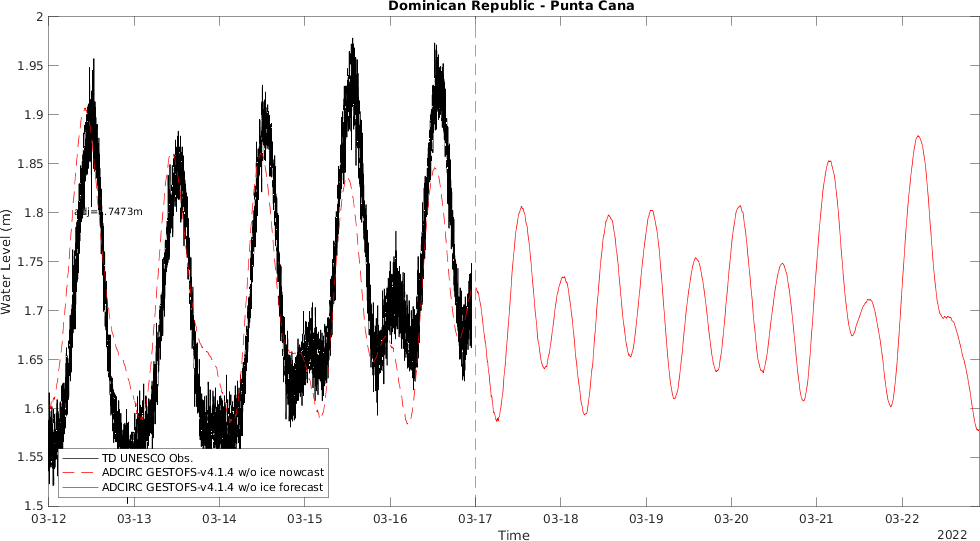 Dominican Republic - Punta Cana
2
1.95
1.9
1.85
1.8
1.75
1.7
1.65
1.6
1.55
1.5
Water Level (m)
TD UNESCO Obs.
ADCIRC GESTOFS-v4.1.4 w/o ice nowcast
ADCIRC GESTOFS-v4.1.4 w/o ice forecast
03-12 03-13 03-14 03-15 03-16 03-17 03-18 03-19 03-20 03-21 03-22
Time
2022